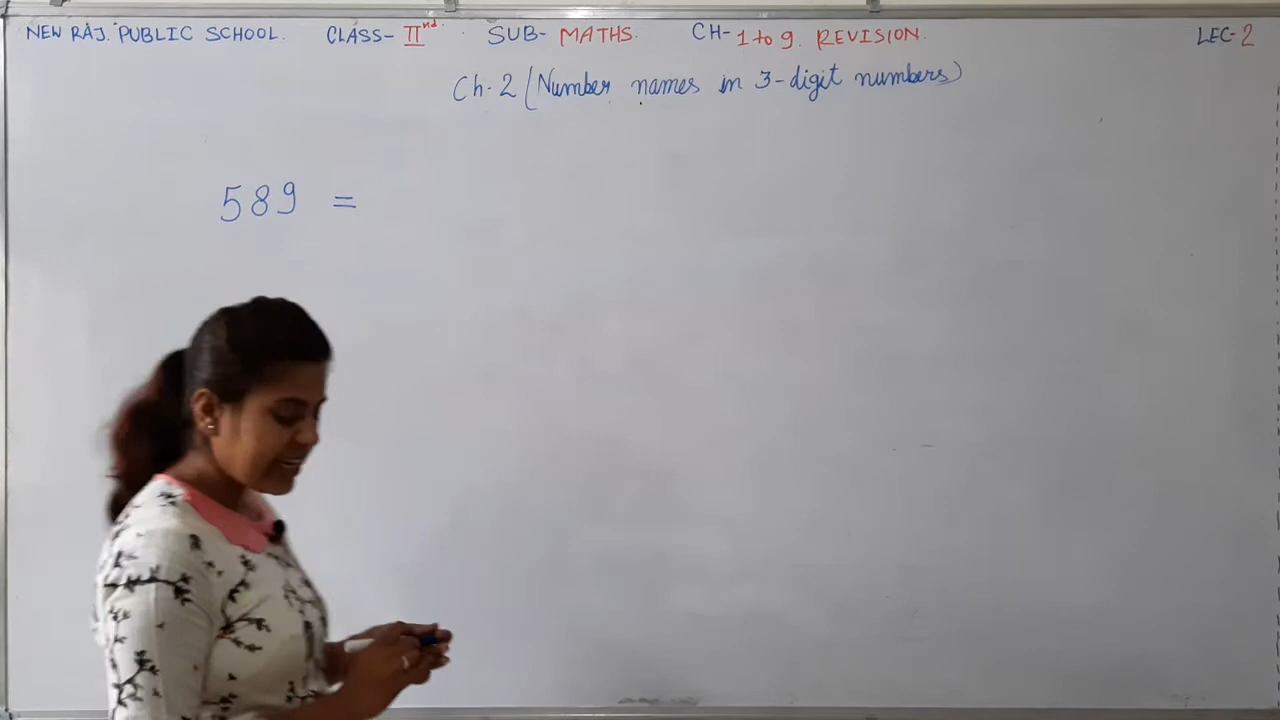 NEW RAJ. PUBLIC SCHOOL. CLASS- II nd. SUB- MATHS. CH- 1 to 9. REVISION. LEC-2
Ch-2 (Number names in 3-digit numbers)
589 =